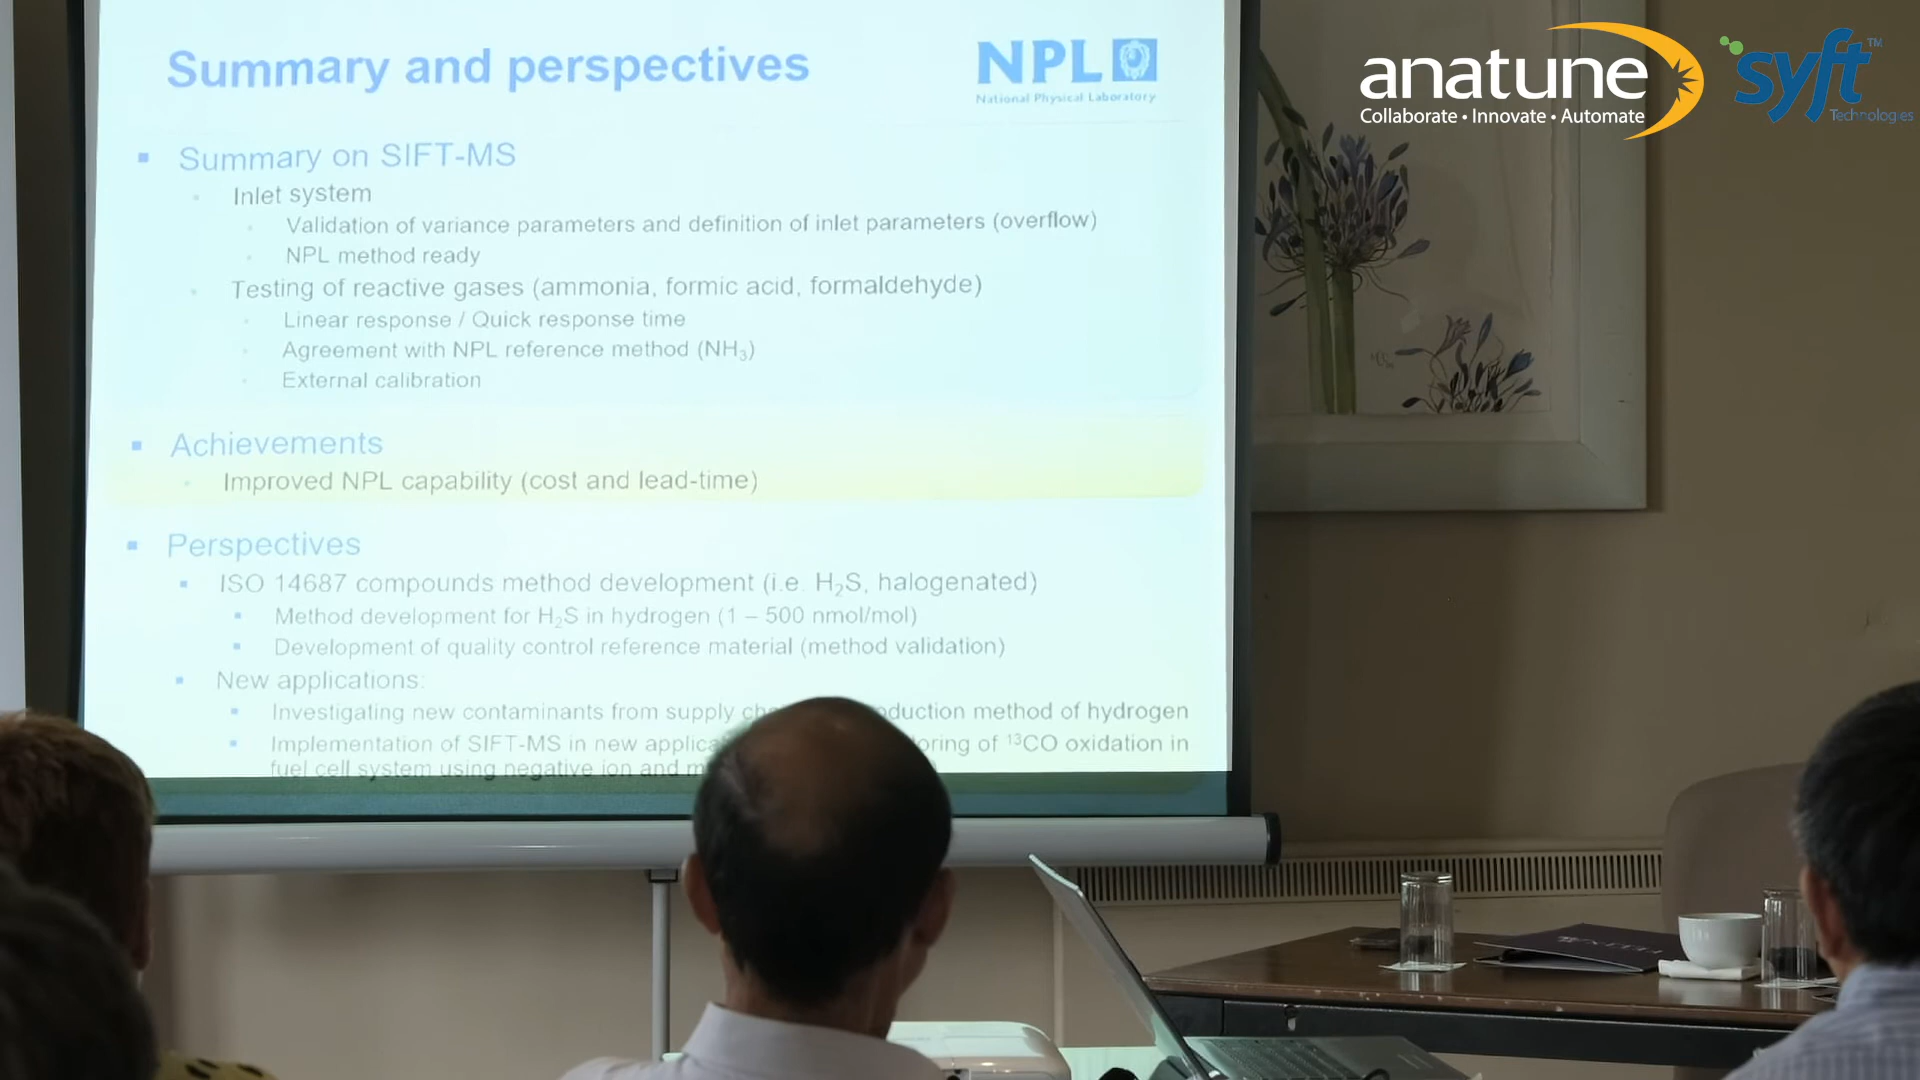 Summary and perspectives
NPL
National Physical Laboratory
anatune
Collaborate • Innovate • Automate
syft™
Technologies
Summary on SIFT-MS
Inlet system
Validation of variance parameters and definition of inlet parameters (overflow)
NPL method ready
Testing of reactive gases (ammonia, formic acid, formaldehyde)
Linear response / Quick response time
Agreement with NPL reference method (NH₃)
External calibration
Achievements
Improved NPL capability (cost and lead-time)
Perspectives
ISO 14687 compounds method development (i.e. H₂S, halogenated)
Method development for H₂S in hydrogen (1 – 500 nmol/mol)
Development of quality control reference material (method validation)
New applications:
Investigating new contaminants from supply method of hydrogen
Implementation of SIFT-MS in new of ¹³CO oxidation in
fuel cell system using negative ion and